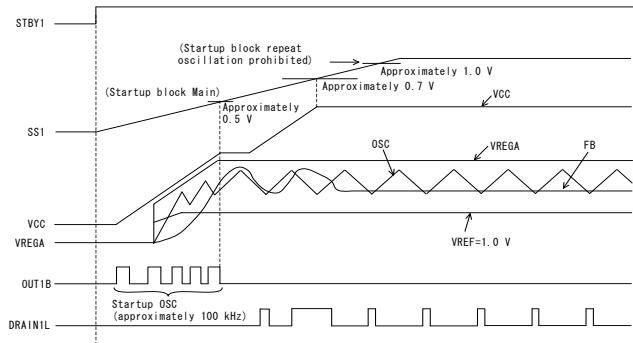 STBY1
(Startup block repeat
oscillation prohibited)
Approximately 1.0 V
Approximately 0.7 V
(Startup block Main)
Approximately
0.5 V
VCC
SS1
OSC
VREGA
FB
VCC
VREGA
VREF=1.0 V
OUT1B
Startup OSC
(approximately 100 kHz)
DRAIN1L